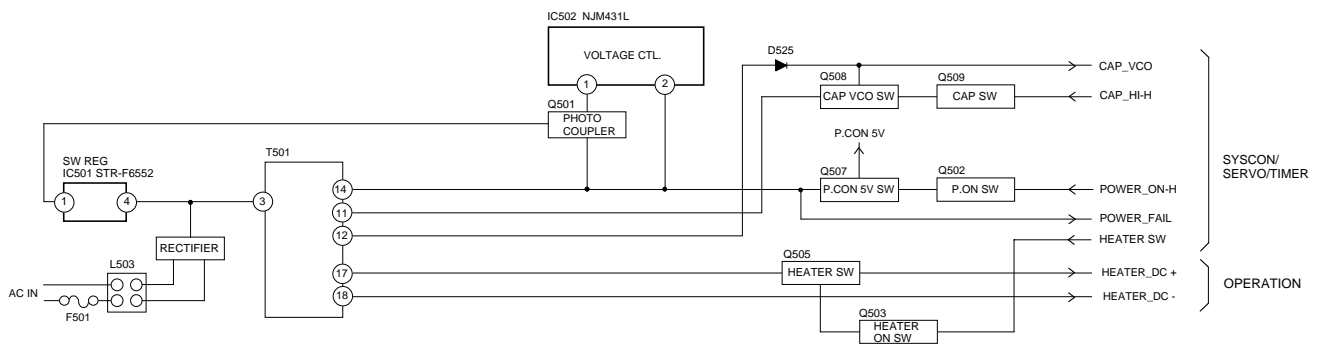 IC502 NJM431L
VOLTAGE CTL.
1
2
Q501
PHOTO
COUPLER
D525
Q508
CAP VCO SW
Q509
CAP SW
CAP_VCO
CAP_HI-H
P.CON 5V
SW REG
IC501 STR-F6552
1
4
T501
3
14
11
12
17
18
Q507
P.CON 5V SW
Q502
P.ON SW
POWER_ON-H
POWER_FAIL
HEATER SW
SYSCON/
SERVO/TIMER
RECTIFIER
L503
AC IN
F501
Q505
HEATER SW
HEATER_DC +
HEATER_DC -
OPERATION
Q503
HEATER
ON SW